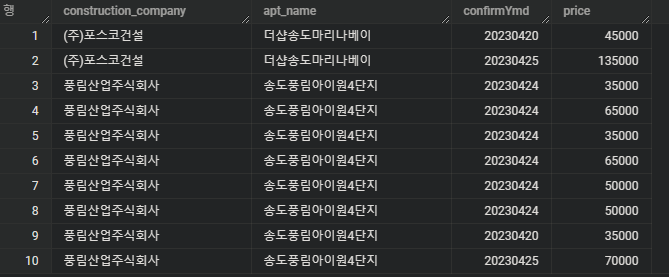 행 construction_company apt_name confirmYmd price
1 (주)포스코건설 더샵송도마리나베이 20230420 45000
2 (주)포스코건설 더샵송도마리나베이 20230425 135000
3 풍림산업주식회사 송도풍림아이원4단지 20230424 35000
4 풍림산업주식회사 송도풍림아이원4단지 20230424 65000
5 풍림산업주식회사 송도풍림아이원4단지 20230424 35000
6 풍림산업주식회사 송도풍림아이원4단지 20230424 65000
7 풍림산업주식회사 송도풍림아이원4단지 20230424 50000
8 풍림산업주식회사 송도풍림아이원4단지 20230424 50000
9 풍림산업주식회사 송도풍림아이원4단지 20230420 35000
10 풍림산업주식회사 송도풍림아이원4단지 20230425 70000